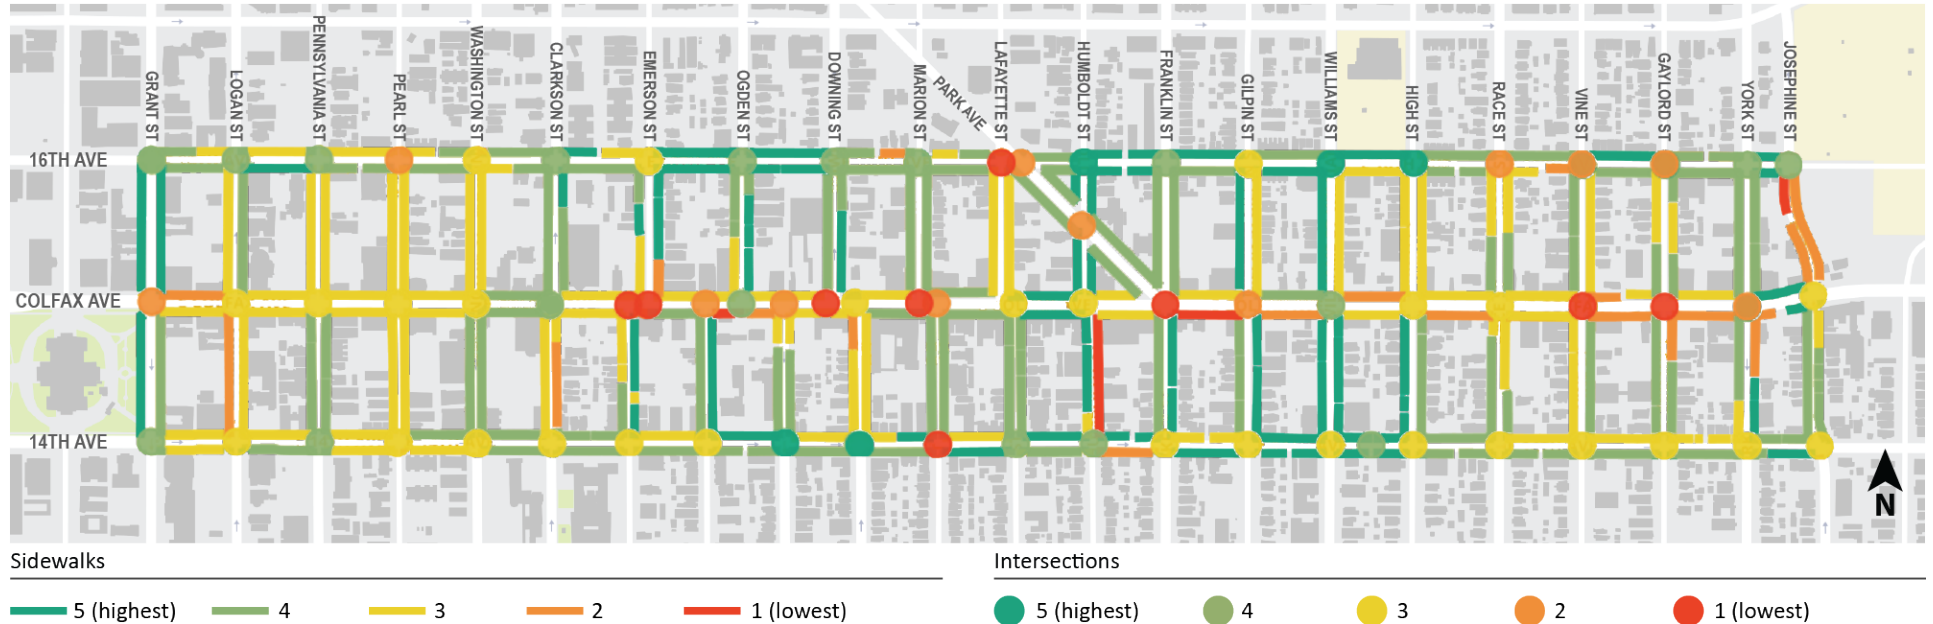 GRANT ST
LOGAN ST
PENNSYLVANIA ST
PEARL ST
WASHINGTON ST
CLARKSON ST
EMERSON ST
OGDEN ST
DOWNING ST
MARION ST
PARK AVE
LAFAYETTE ST
HUMBOLDT ST
FRANKLIN ST
GILPIN ST
WILLIAMS ST
HIGH ST
RACE ST
VINE ST
GAYLORD ST
YORK ST
JOSEPHINE ST
16TH AVE
COLFAX AVE
14TH AVE
N
Sidewalks
5 (highest)
4
3
2
1 (lowest)
Intersections
5 (highest)
4
3
2
1 (lowest)